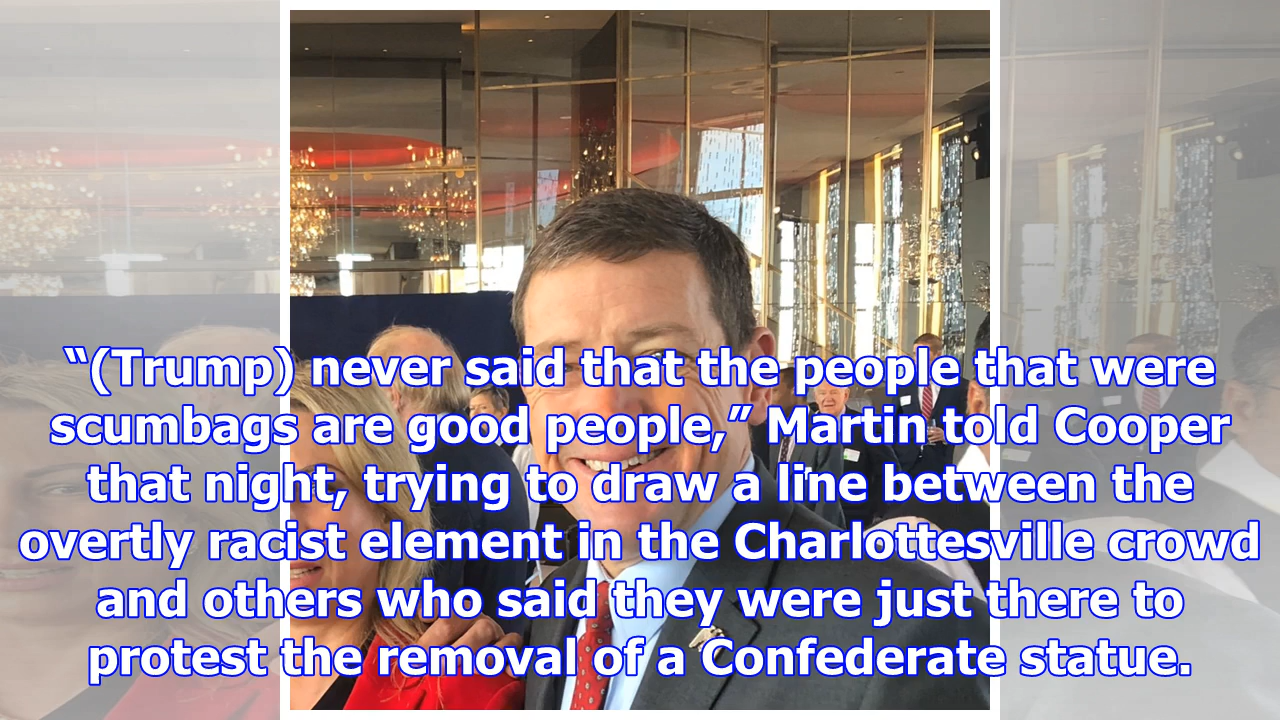 “(Trump) never said that the people that were
scumbags are good people,” Martin told Cooper
that night, trying to draw a line between the
overtly racist element in the Charlottesville crowd
and others who said they were just there to
protest the removal of a Confederate statue.